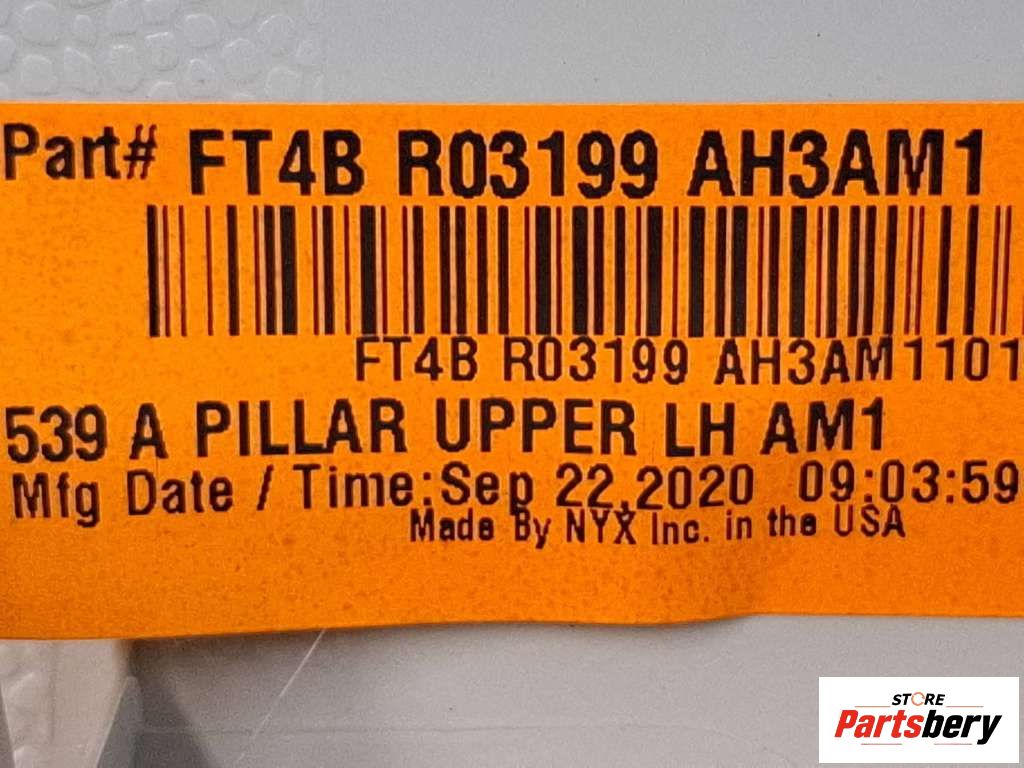 Part# FT4B R03199 AH3AM1
FT4B R03199 AH3AM1101
539 A PILLAR UPPER LH AM1
Mfg Date / Time:Sep 22,2020 09:03:59
Made By NYX Inc. in the USA
STORE
Partsbery